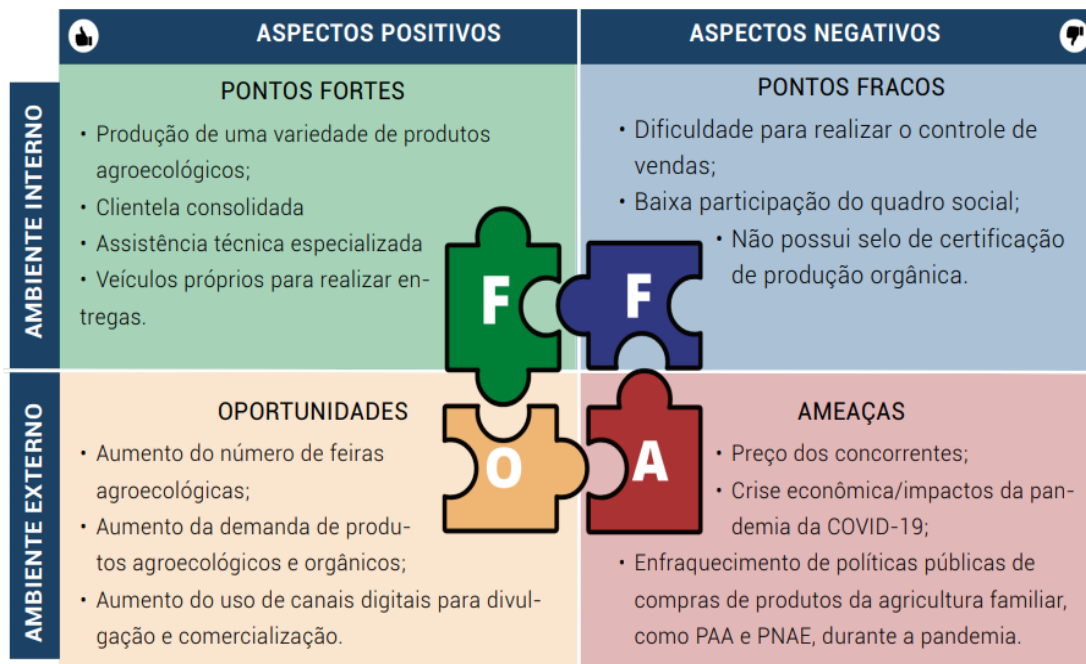 ASPECTOS POSITIVOS
ASPECTOS NEGATIVOS
AMBIENTE INTERNO
PONTOS FORTES
• Produção de uma variedade de produtos
agroecológicos;
• Clientela consolidada
• Assistência técnica especializada
• Veículos próprios para realizar en-
tregas.
F
PONTOS FRACOS
• Dificuldade para realizar o controle de
vendas;
• Baixa participação do quadro social;
• Não possui selo de certificação
de produção orgânica.
F
AMBIENTE EXTERNO
OPORTUNIDADES
• Aumento do número de feiras
agroecológicas;
• Aumento da demanda de produ-
tos agroecológicos e orgânicos;
• Aumento do uso de canais digitais para divul-
gação e comercialização.
O
AMEAÇAS
• Preço dos concorrentes;
• Crise econômica/impactos da pan-
demia da COVID-19;
• Enfraquecimento de políticas públicas de
compras de produtos da agricultura familiar,
como PAA e PNAE, durante a pandemia.
A